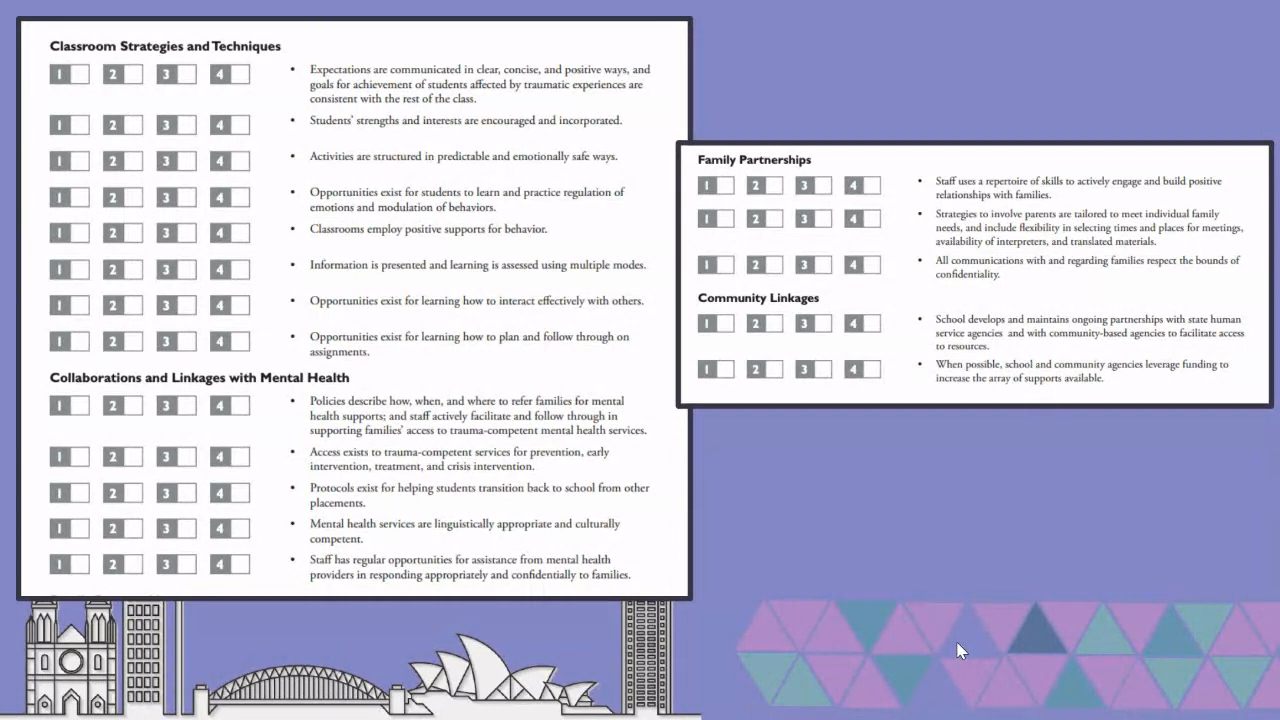 Classroom Strategies and Techniques
1 2 3 4 • Expectations are communicated in clear, concise, and positive ways, and
goals for achievement of students affected by traumatic experiences are
consistent with the rest of the class.
1 2 3 4 • Students' strengths and interests are encouraged and incorporated.
1 2 3 4 • Activities are structured in predictable and emotionally safe ways.
1 2 3 4 • Opportunities exist for students to learn and practice regulation of
emotions and modulation of behaviors.
1 2 3 4 • Classrooms employ positive supports for behavior.
1 2 3 4 • Information is presented and learning is assessed using multiple modes.
1 2 3 4 • Opportunities exist for learning how to interact effectively with others.
1 2 3 4 • Opportunities exist for learning how to plan and follow through on
assignments.
Collaborations and Linkages with Mental Health
1 2 3 4 • Policies describe how, when, and where to refer families for mental
health supports; and staff actively facilitate and follow through in
supporting families' access to trauma-competent mental health services.
1 2 3 4 • Access exists to trauma-competent services for prevention, early
intervention, treatment, and crisis intervention.
1 2 3 4 • Protocols exist for helping students transition back to school from other
placements.
1 2 3 4 • Mental health services are linguistically appropriate and culturally
competent.
1 2 3 4 • Staff has regular opportunities for assistance from mental health
providers in responding appropriately and confidentially to families.
Family Partnerships
1 2 3 4 • Staff uses a repertoire of skills to actively engage and build positive
relationships with families.
1 2 3 4 • Strategies to involve parents are tailored to meet individual family
needs, and include flexibility in selecting times and places for meetings,
availability of interpreters, and translated materials.
1 2 3 4 • All communications with and regarding families respect the bounds of
confidentiality.
Community Linkages
1 2 3 4 • School develops and maintains ongoing partnerships with state human
service agencies and with community-based agencies to facilitate access
to resources.
1 2 3 4 • When possible, school and community agencies leverage funding to
increase the array of supports available.